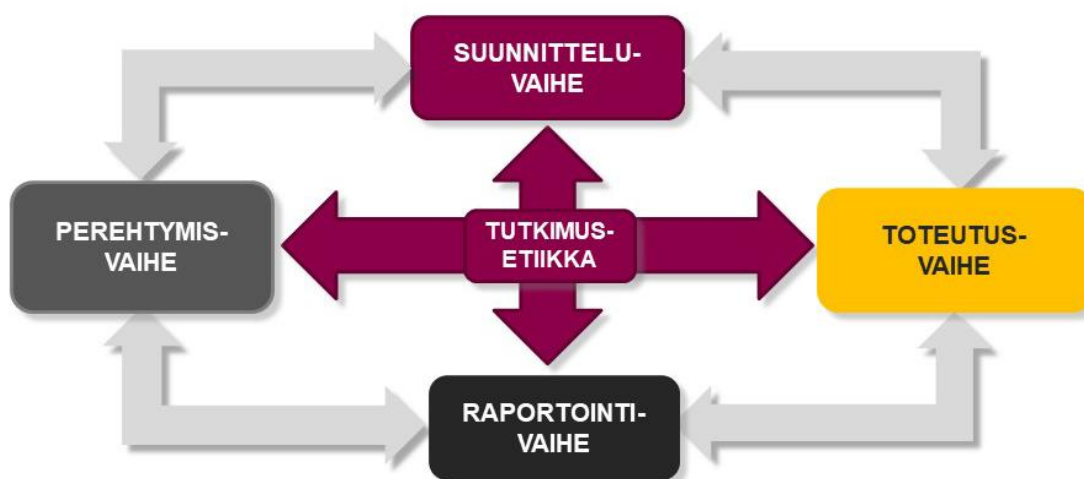 SUUNNITTELU-
VAIHE
PEREHTYMIS-
VAIHE
TUTKIMUS-
ETIIKKA
TOTEUTUS-
VAIHE
RAPORTOINTI-
VAIHE